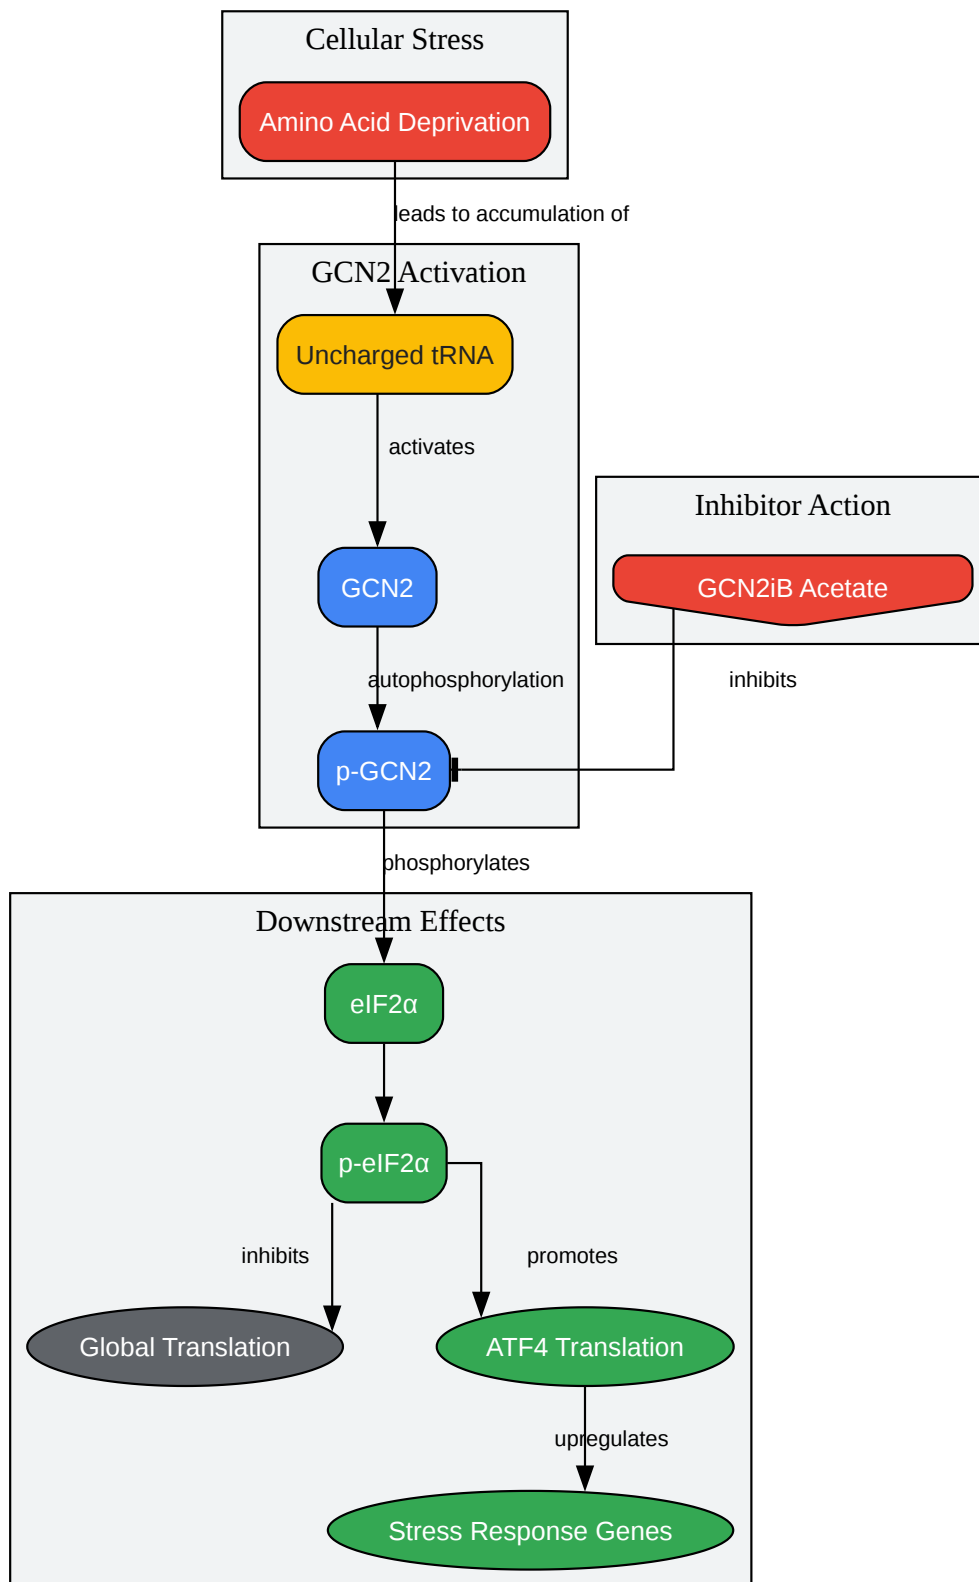 Cellular Stress
Amino Acid Deprivation
leads to accumulation of
GCN2 Activation
Uncharged tRNA
activates
Inhibitor Action
GCN2
GCN2iB Acetate
autophosphorylation
inhibits
p-GCN2
phosphorylates
Downstream Effects
eIF2α
p-eIF2α
inhibits
promotes
Global Translation
ATF4 Translation
upregulates
Stress Response Genes